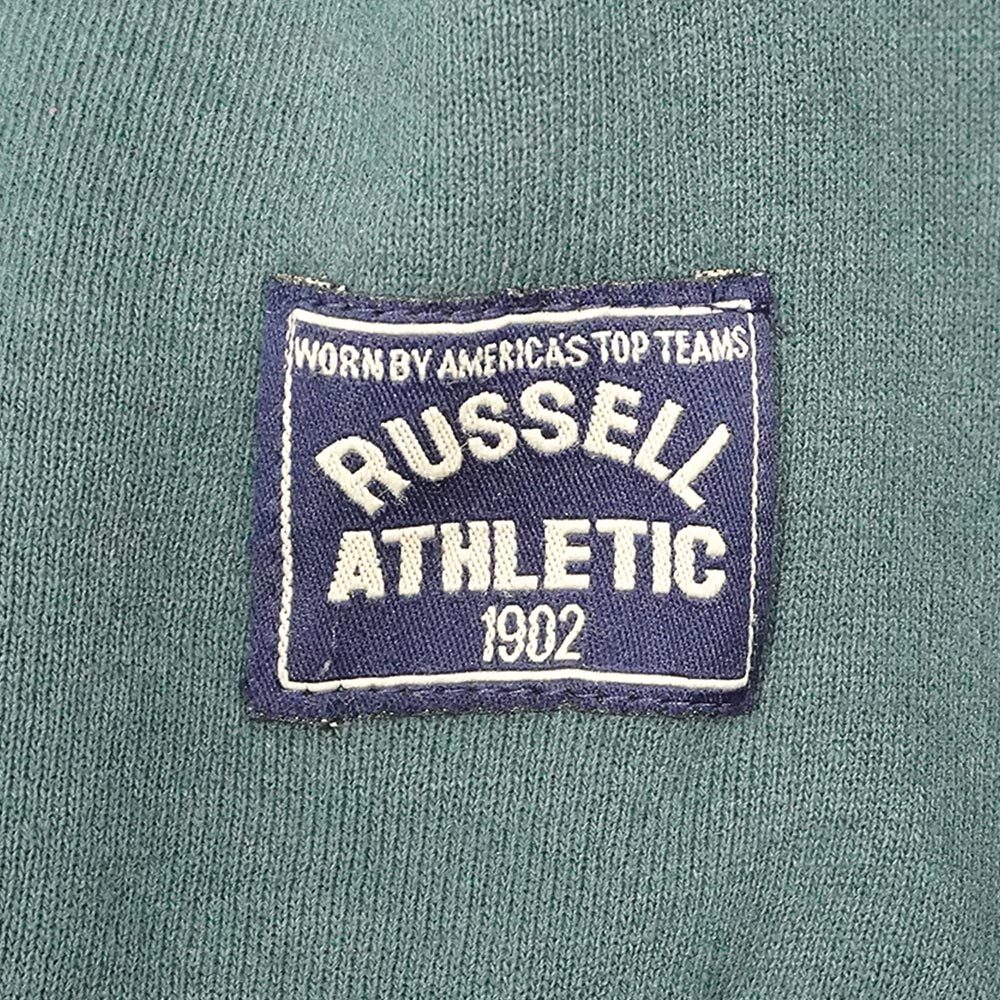 WORN BY AMERICA'S TOP TEAMS
RUSSELL
ATHLETIC
1902